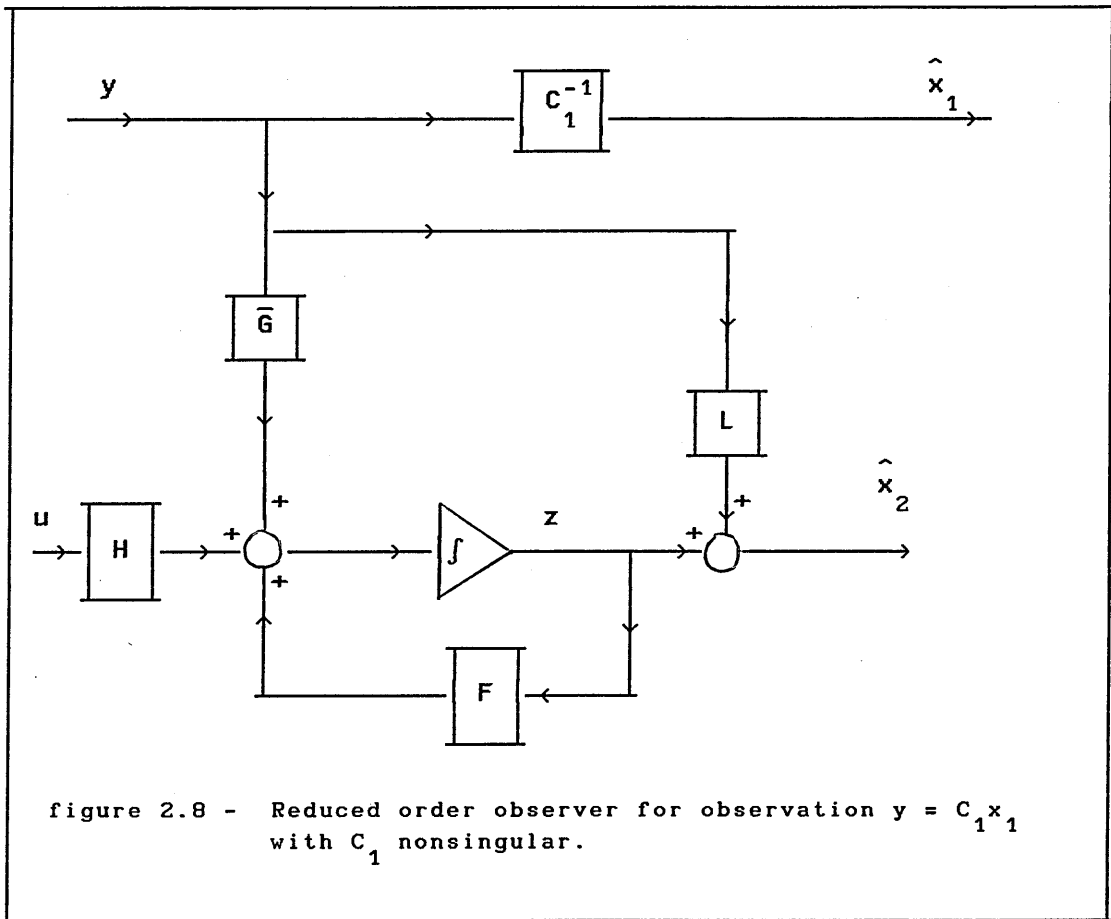 y
C₁⁻¹
x̂₁
Ḡ
L
u
H
+
+
+
∫
z
+
+
x̂₂
F
figure 2.8 - Reduced order observer for observation y = C₁x₁
with C₁ nonsingular.